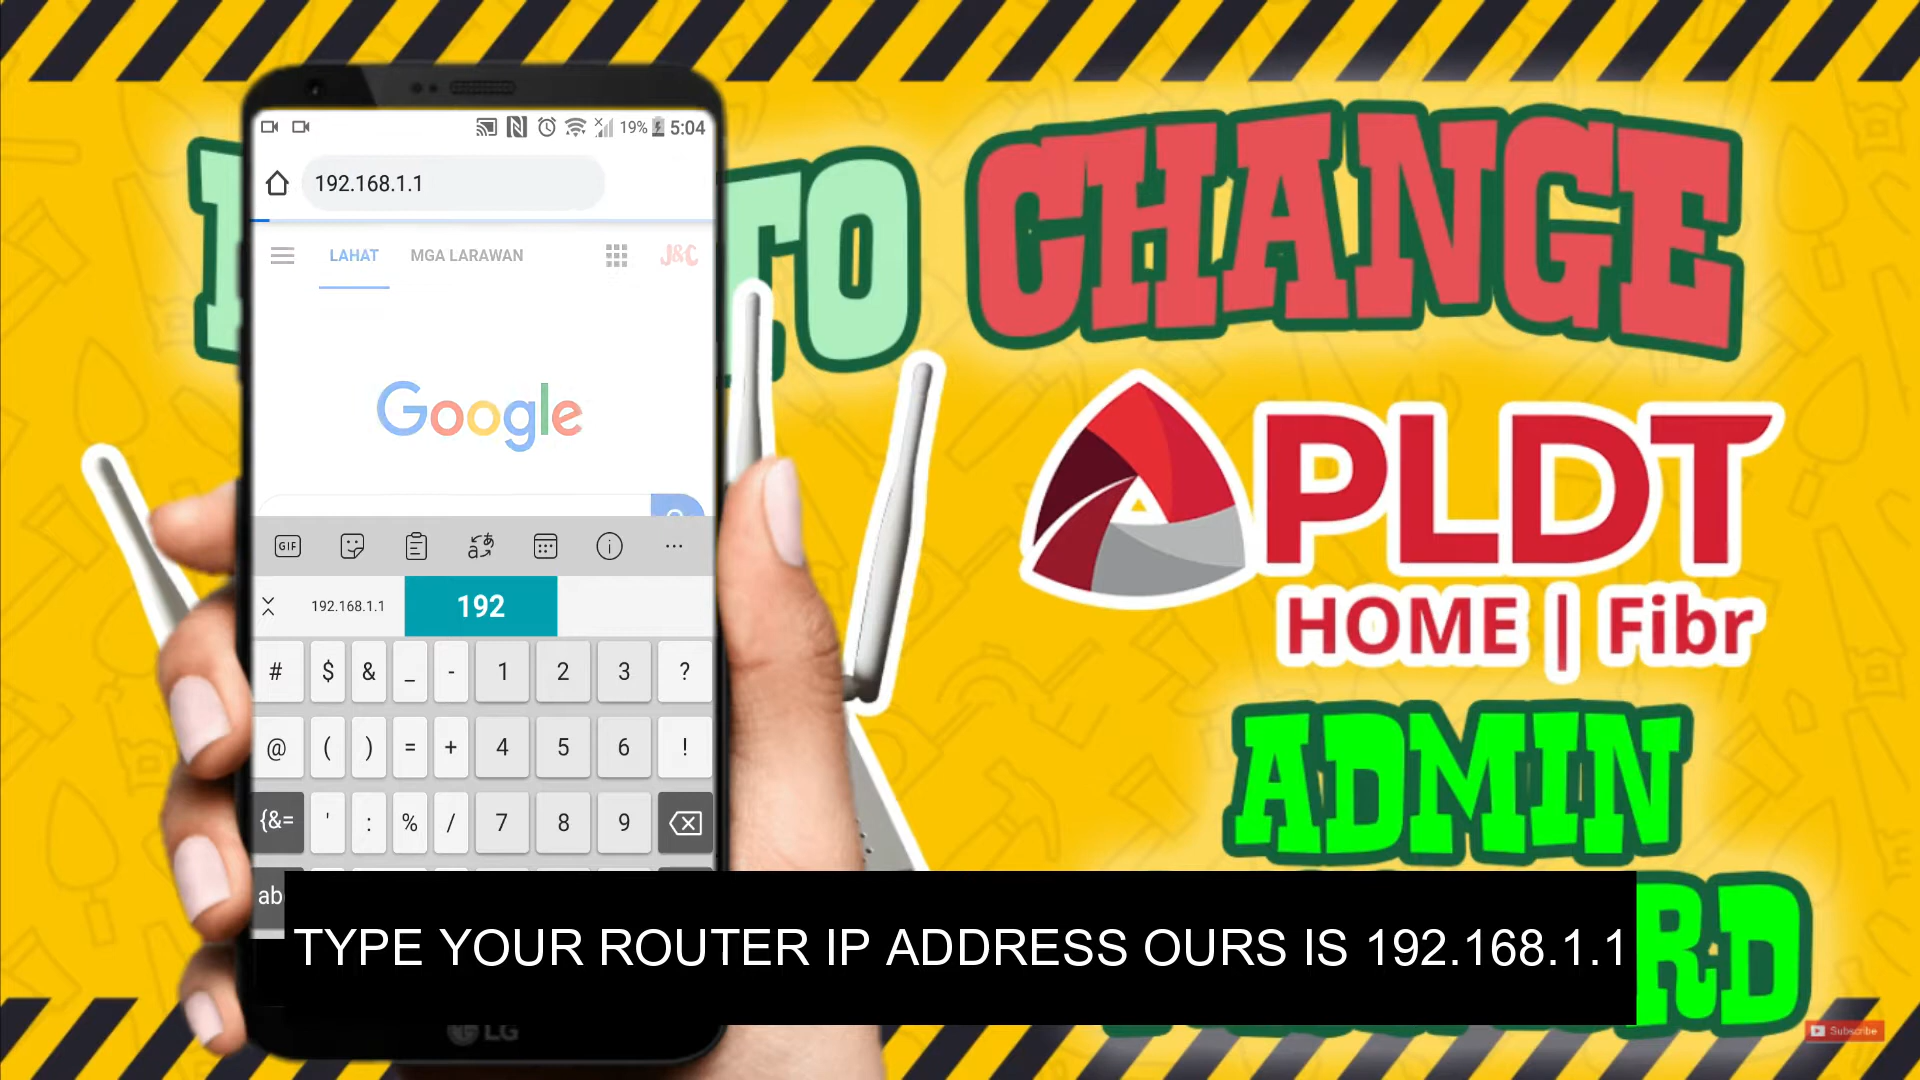 TO CHANGE
19% 5:04
192.168.1.1
LAHAT MGA LARAWAN J&C
Google
PLDT
HOME | Fibr
GIF
192.168.1.1 192
# $ & _ - 1 2 3 ?
@ ( ) = + 4 5 6 !
{&= ' : % / 7 8 9
ADMIN
TYPE YOUR ROUTER IP ADDRESS OURS IS 192.168.1.1
LG
Subscribe